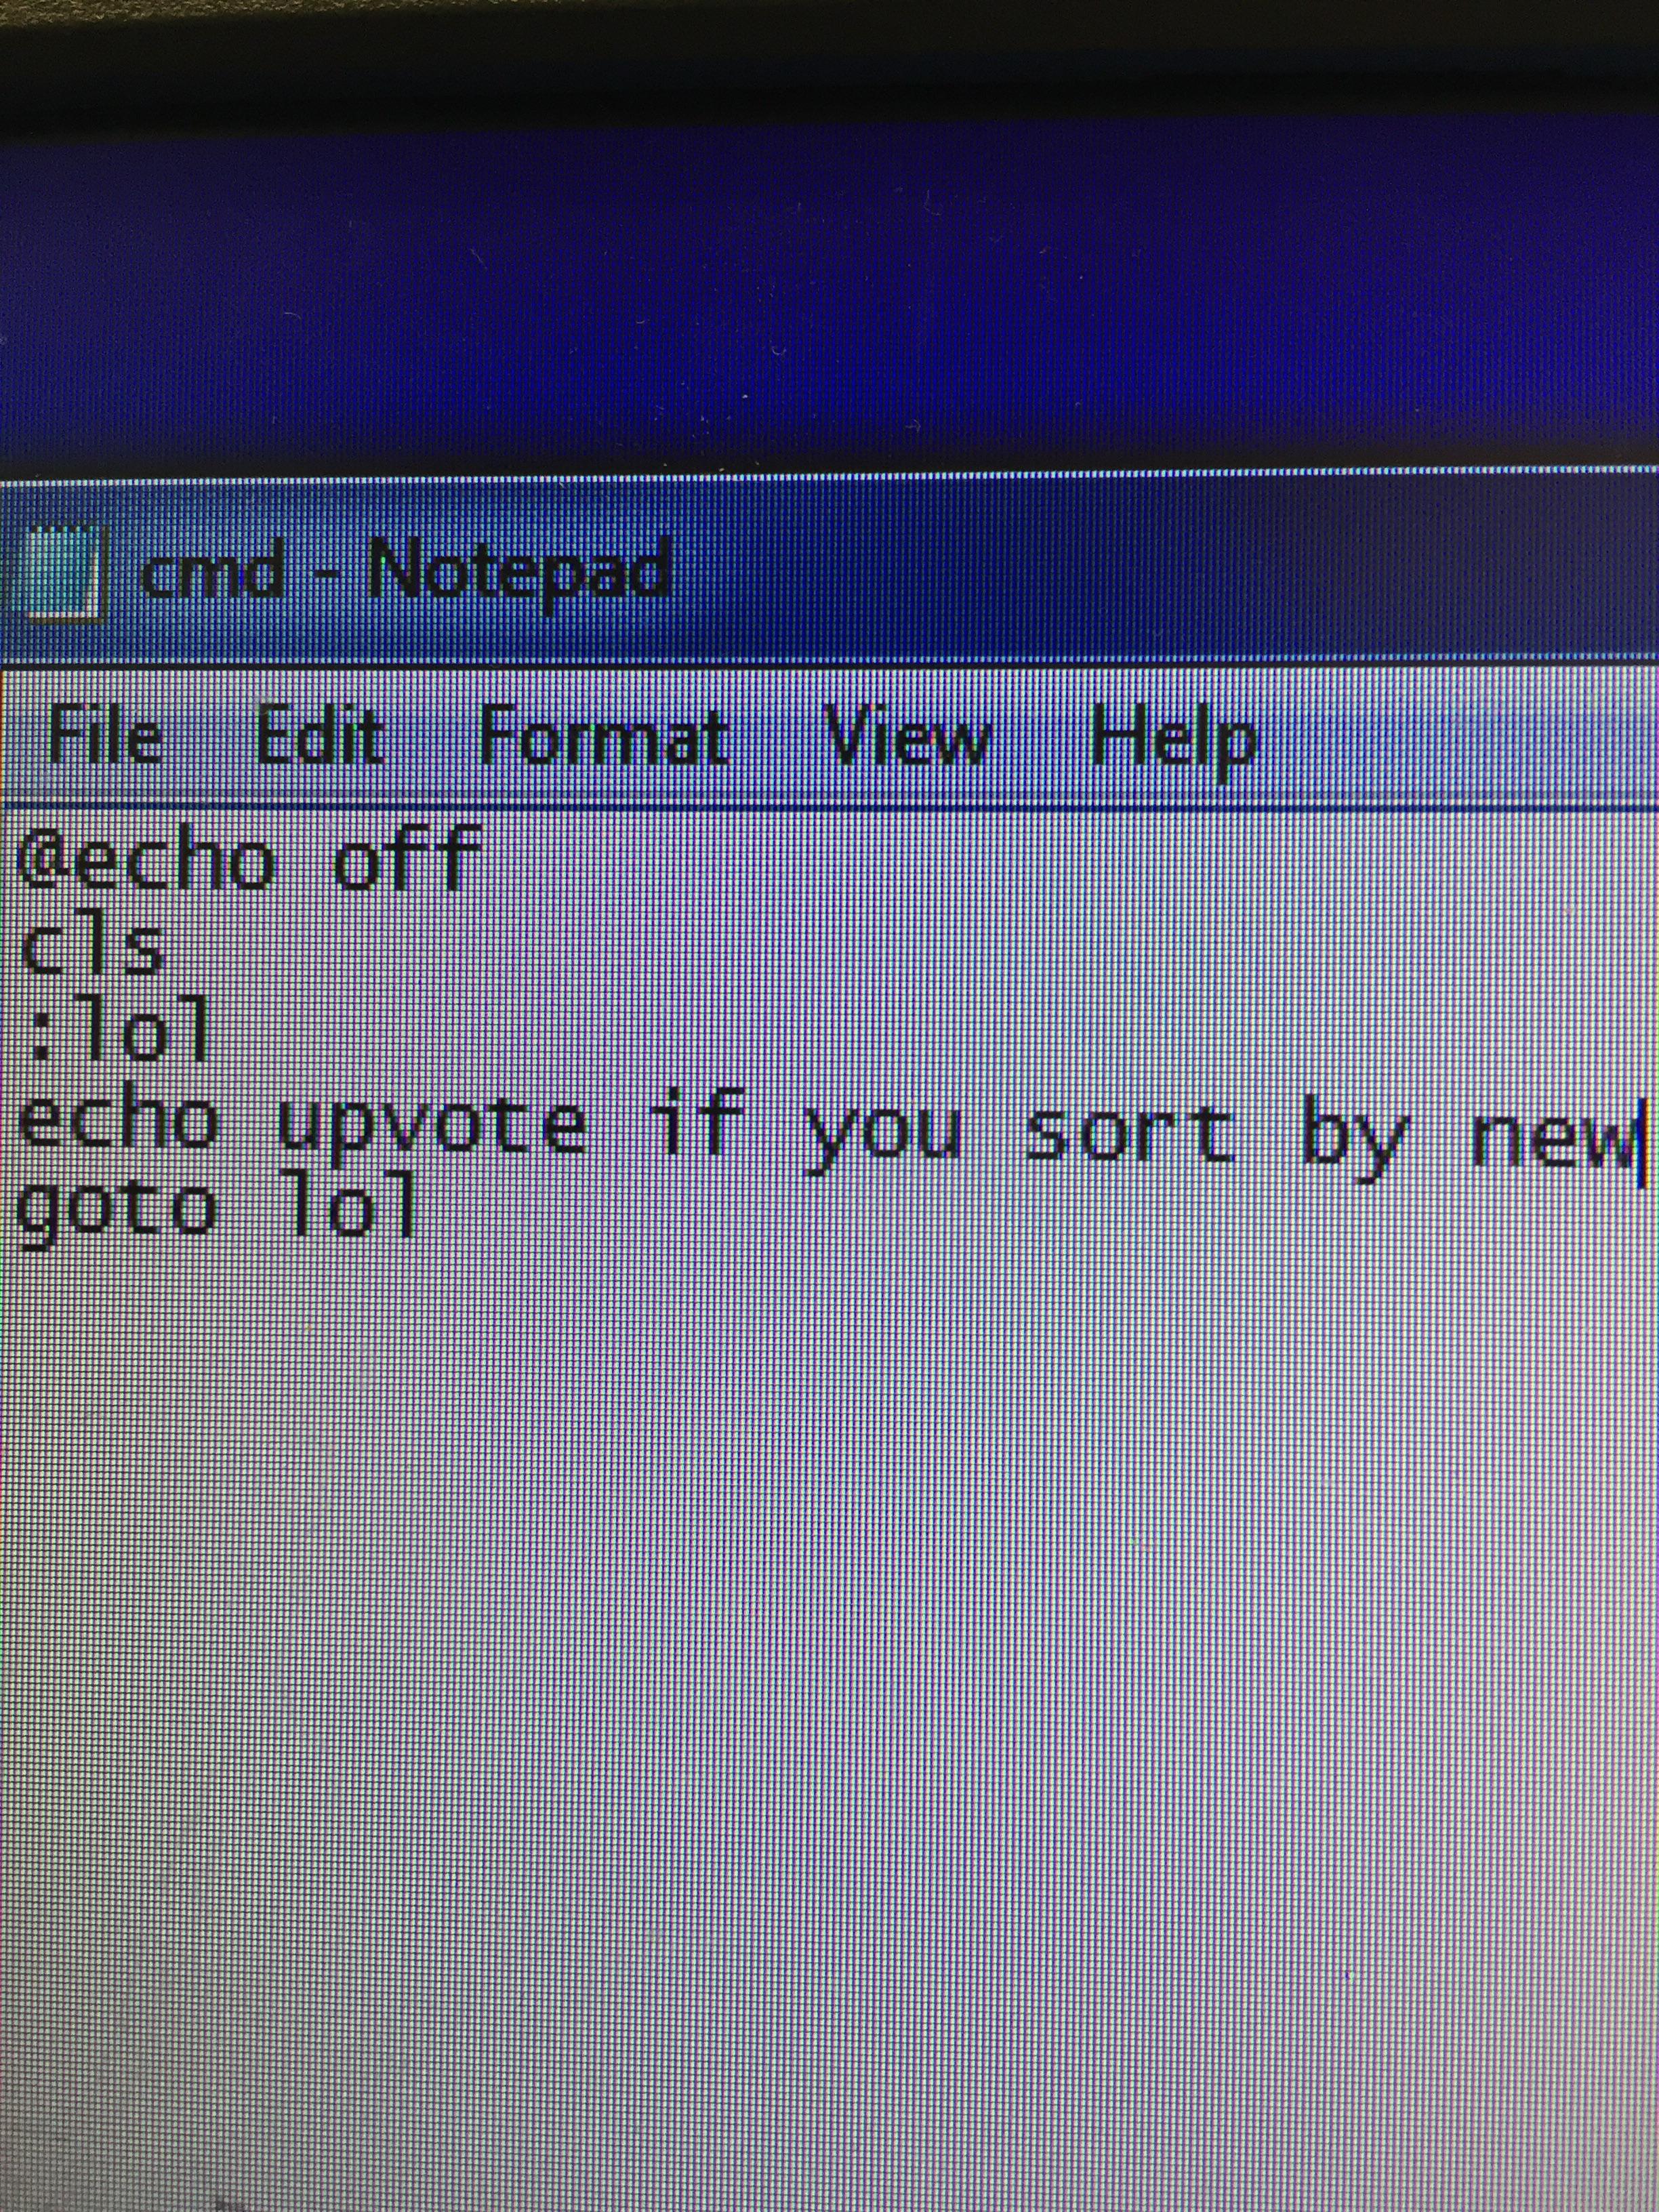 cmd - Notepad
File Edit Format View Help
@echo off
cls
:lol
echo upvote if you sort by new
goto lol